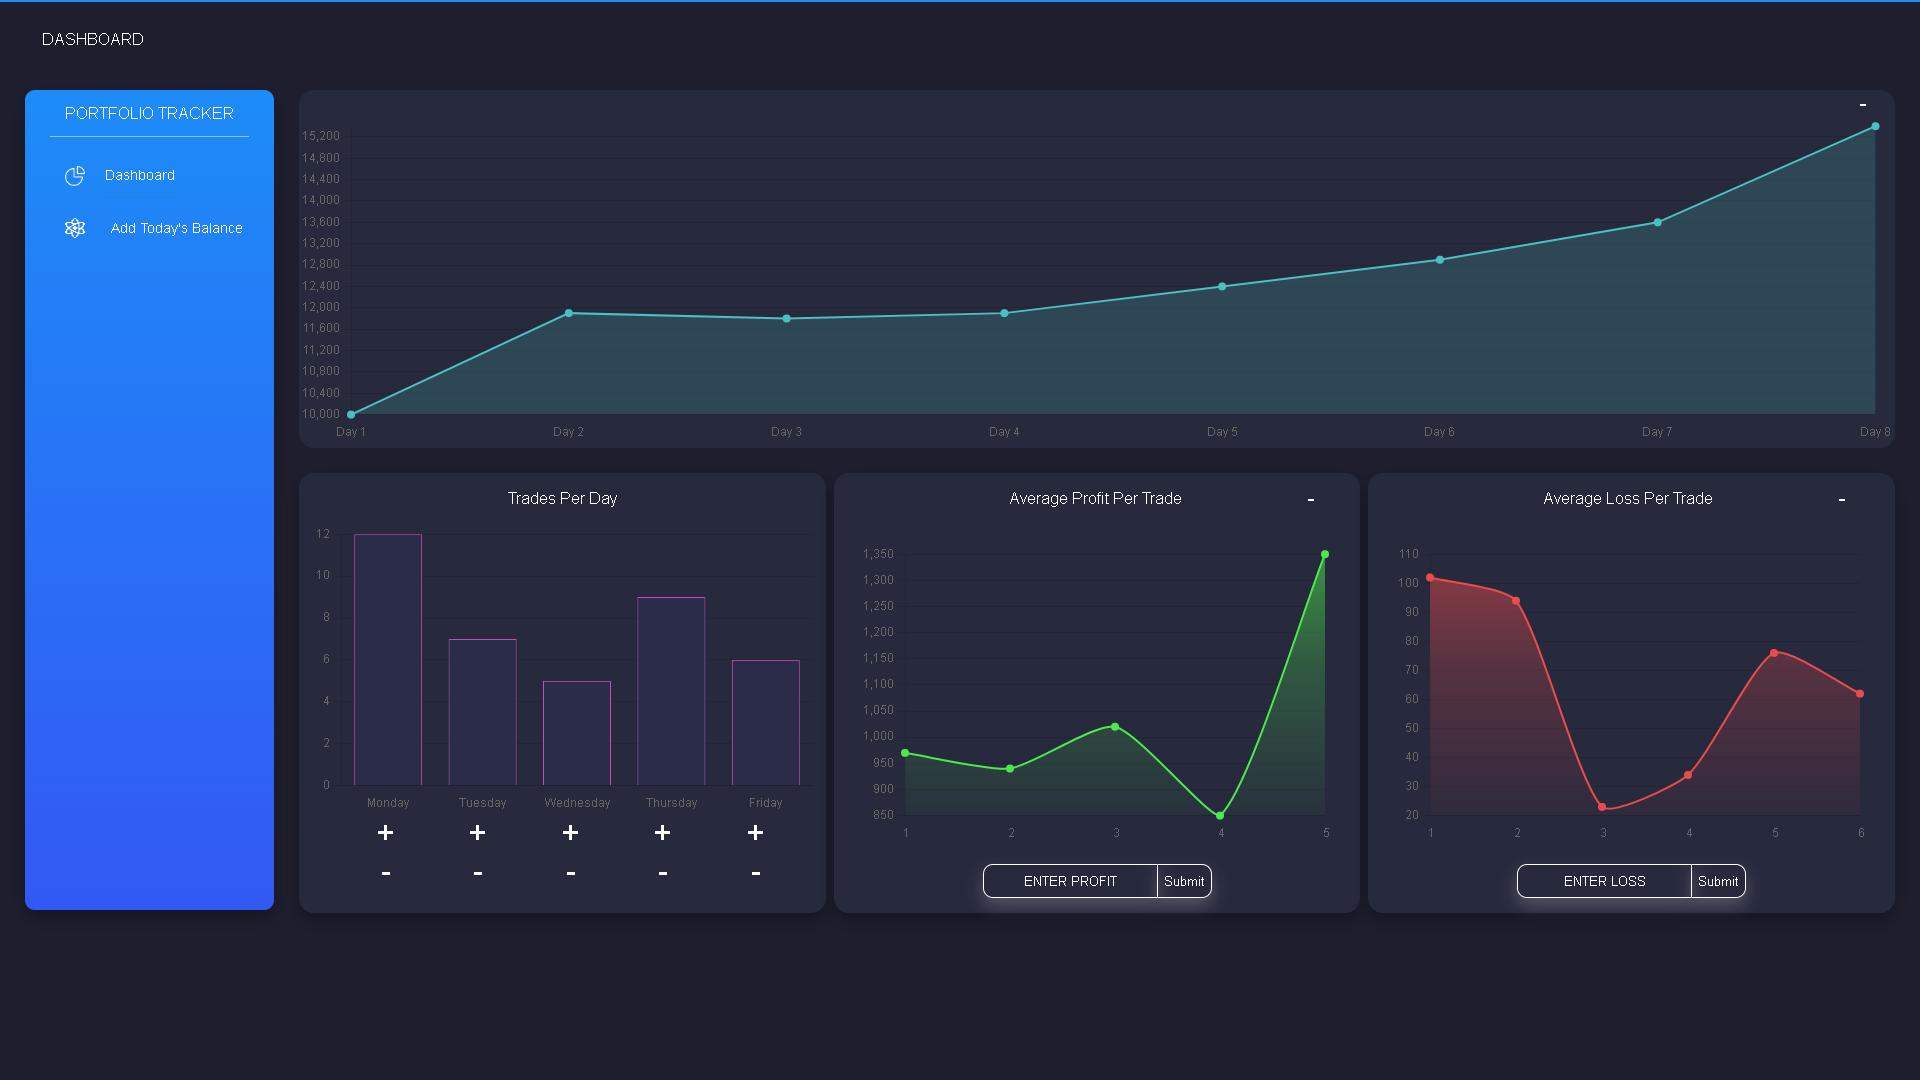 DASHBOARD
PORTFOLIO TRACKER
Dashboard
Add Today's Balance
-
15,200
14,800
14,400
14,000
13,600
13,200
12,800
12,400
12,000
11,600
11,200
10,800
10,400
10,000
Day 1 Day 2 Day 3 Day 4 Day 5 Day 6 Day 7 Day 8
Trades Per Day
12
10
8
6
4
2
0
Monday Tuesday Wednesday Thursday Friday
+ + + + +
- - - - -
Average Profit Per Trade -
1,350
1,300
1,250
1,200
1,150
1,100
1,050
1,000
950
900
850
1 2 3 4 5
ENTER PROFIT Submit
Average Loss Per Trade -
110
100
90
80
70
60
50
40
30
20
1 2 3 4 5 6
ENTER LOSS Submit